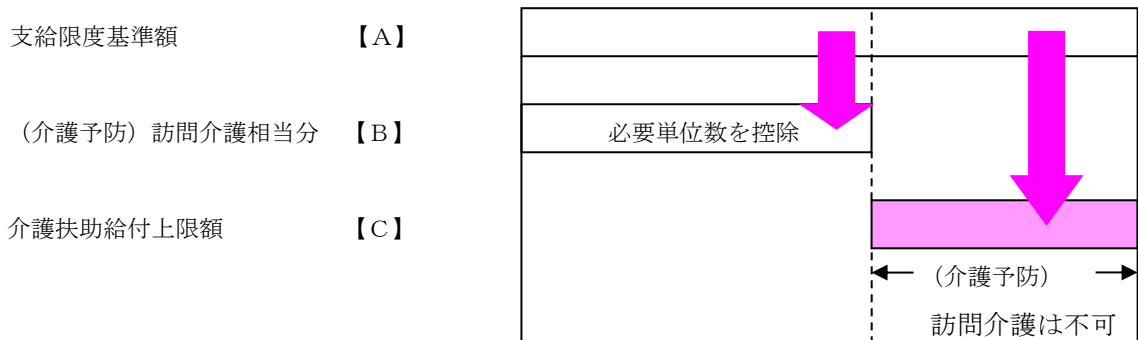 支給限度基準額　【Ａ】
（介護予防）訪問介護相当分　【Ｂ】　必要単位数を控除
介護扶助給付上限額　【Ｃ】
（介護予防）
訪問介護は不可